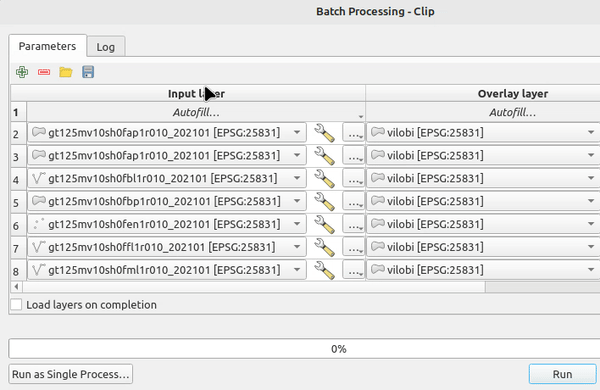 Batch Processing - Clip
Parameters Log
Input layer Overlay layer
1 Autofill... Autofill...
2 gt125mv10sh0fap1r010_202101 [EPSG:25831] ... vilobi [EPSG:25831]
3 gt125mv10sh0fap1r010_202101 [EPSG:25831] ... vilobi [EPSG:25831]
4 gt125mv10sh0fbl1r010_202101 [EPSG:25831] ... vilobi [EPSG:25831]
5 gt125mv10sh0fbp1r010_202101 [EPSG:25831] ... vilobi [EPSG:25831]
6 gt125mv10sh0fen1r010_202101 [EPSG:25831] ... vilobi [EPSG:25831]
7 gt125mv10sh0ffl1r010_202101 [EPSG:25831] ... vilobi [EPSG:25831]
8 gt125mv10sh0fml1r010_202101 [EPSG:25831] ... vilobi [EPSG:25831]
Load layers on completion
0%
Run as Single Process... Run